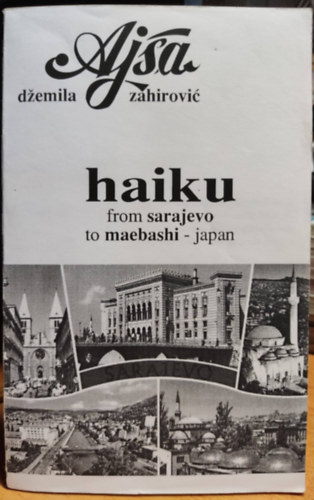 Ajša
džemila zahirović
haiku
from sarajevo
to maebashi - japan
SARAJEVO